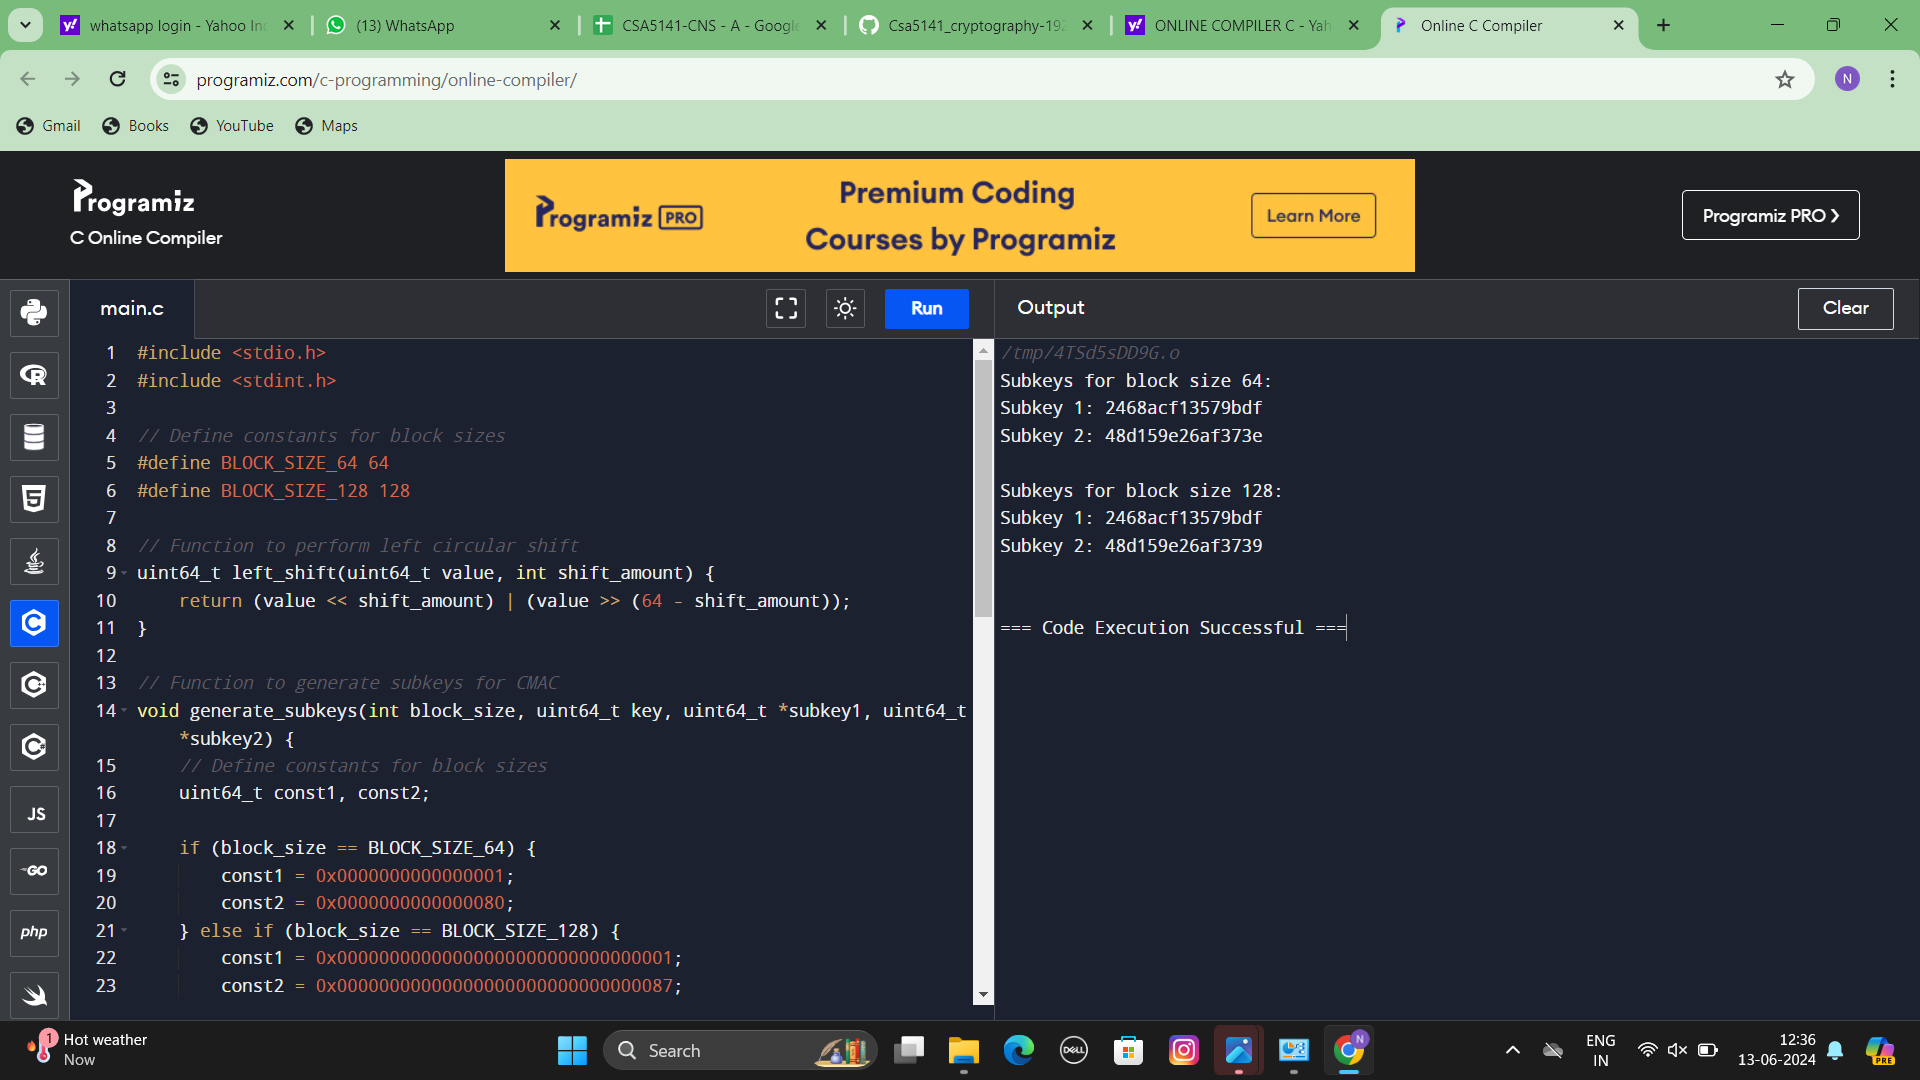 whatsapp login - Yahoo In
(13) WhatsApp
CSA5141-CNS - A - Google
Csa5141_cryptography-192
ONLINE COMPILER C - Yah
Online C Compiler
programiz.com/c-programming/online-compiler/
N
Gmail
Books
YouTube
Maps
Programiz
C Online Compiler
Programiz PRO
Premium Coding
Courses by Programiz
Learn More
Programiz PRO ❯
main.c
Run
Output
Clear
1 #include <stdio.h>
2 #include <stdint.h>
3
4 // Define constants for block sizes
5 #define BLOCK_SIZE_64 64
6 #define BLOCK_SIZE_128 128
7
8 // Function to perform left circular shift
9 uint64_t left_shift(uint64_t value, int shift_amount) {
10 return (value << shift_amount) | (value >> (64 - shift_amount));
11 }
12
13 // Function to generate subkeys for CMAC
14 void generate_subkeys(int block_size, uint64_t key, uint64_t *subkey1, uint64_t
*subkey2) {
15 // Define constants for block sizes
16 uint64_t const1, const2;
17
18 if (block_size == BLOCK_SIZE_64) {
19 const1 = 0x0000000000000001;
20 const2 = 0x0000000000000080;
21 } else if (block_size == BLOCK_SIZE_128) {
22 const1 = 0x00000000000000000000000000000001;
23 const2 = 0x00000000000000000000000000000087;
/tmp/4TSd5sDD9G.o
Subkeys for block size 64:
Subkey 1: 2468acf13579bdf
Subkey 2: 48d159e26af373e
Subkeys for block size 128:
Subkey 1: 2468acf13579bdf
Subkey 2: 48d159e26af3739
=== Code Execution Successful ===
JS
GO
php
1
Hot weather
Now
Search
DELL
N
ENG
IN
12:36
13-06-2024
PRE